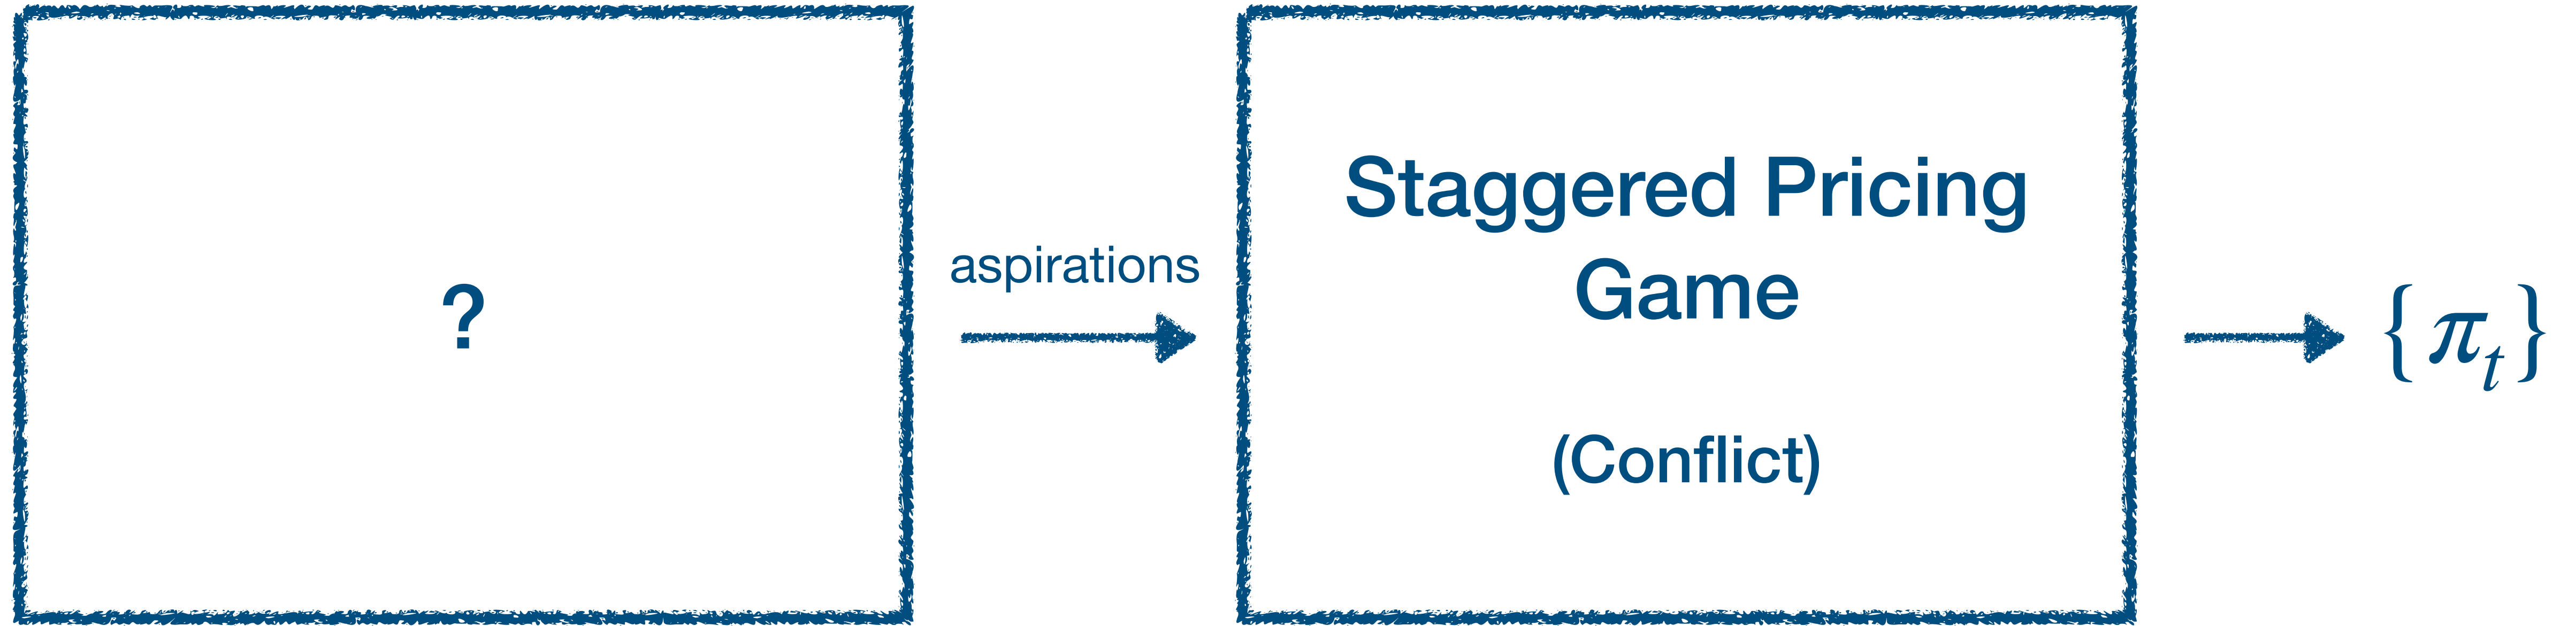 ?
aspirations
Staggered Pricing
Game
(Conflict)
{π_t}